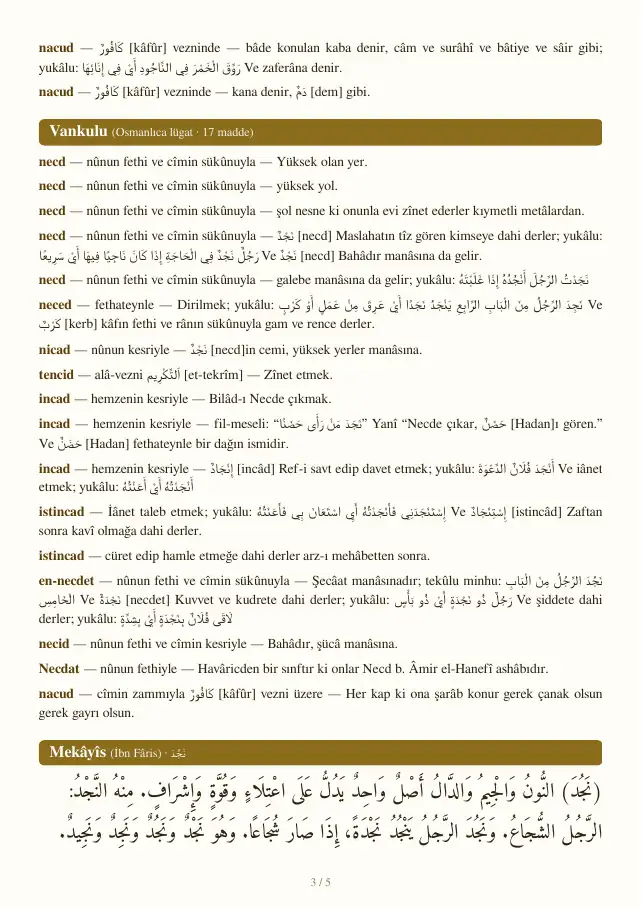 nacud — كَافُورٌ [kâfûr] vezninde — bâde konulan kaba denir, câm ve surâhî ve bâtiye ve sâir gibi;
yukâlu: رَوَّقَ الْخَمْرَ فِي النَّاجُودِ أَيْ فِي إِنَائِهَا Ve zaferâna denir.
nacud — كَافُورٌ [kâfûr] vezninde — kana denir, دَمٌ [dem] gibi.
Vankulu (Osmanlıca lügat · 17 madde)
necd — nûnun fethi ve cîmin sükûnuyla — Yüksek olan yer.
necd — nûnun fethi ve cîmin sükûnuyla — yüksek yol.
necd — nûnun fethi ve cîmin sükûnuyla — şol nesne ki onunla evi zînet ederler kıymetli metâlardan.
necd — nûnun fethi ve cîmin sükûnuyla — نَجْدٌ [necd] Maslahatın tîz gören kimseye dahi derler; yukâlu:
رَجُلٌ نَجْدٌ فِي الْحَاجَةِ إِذَا كَانَ نَاجِيًا فِيهَا أَيْ سَرِيعًا Ve نَجْدٌ [necd] Bahâdır manâsına da gelir.
necd — nûnun fethi ve cîmin sükûnuyla — galebe manâsına da gelir; yukâlu: نَجَدْتُ الرَّجُلَ أَنْجُدُهُ إِذَا غَلَبْتَهُ
neced — fethateynle — Dirilmek; yukâlu: نَجِدَ الرَّجُلُ مِنَ الْبَابِ الرَّابِعِ يَنْجَدُ نَجَدًا أَيْ عَرِقَ مِنْ عَمَلٍ أَوْ كَرْبٍ Ve
كَرْبٌ [kerb] kâfın fethi ve rânın sükûnuyla gam ve rence derler.
nicad — nûnun kesriyle — نَجْدٌ [necd]in cemi, yüksek yerler manâsına.
tencid — alâ-vezni اَلتَّكْرِيمِ [et-tekrîm] — Zînet etmek.
incad — hemzenin kesriyle — Bilâd-ı Necde çıkmak.
incad — hemzenin kesriyle — fil-meseli: “نَجَدَ مَنْ رَأَى حَضَنًا” Yanî “Necde çıkar, حَضَنٌ [Hadan]ı gören.”
Ve حَضَنٌ [Hadan] fethateynle bir dağın ismidir.
incad — hemzenin kesriyle — إِنْجَادٌ [incâd] Ref-i savt edip davet etmek; yukâlu: أَنْجَدَ فُلَانٌ الدَّعْوَةَ Ve iânet
etmek; yukâlu: أَنْجَدْتُهُ أَيْ أَعَنْتُهُ
istincad — İânet taleb etmek; yukâlu: إِسْتَنْجَدَنِي فَأَنْجَدْتُهُ أَيِ اسْتَعَانَ بِي فَأَعَنْتُهُ Ve إِسْتِنْجَادٌ [istincâd] Zaftan
sonra kavî olmağa dahi derler.
istincad — cüret edip hamle etmeğe dahi derler arz-ı mehâbetten sonra.
en-necdet — nûnun fethi ve cîmin sükûnuyla — Şecâat manâsınadır; tekûlu minhu: نَجُدَ الرَّجُلُ مِنَ الْبَابِ
الْخَامِسِ Ve نَجْدَةٌ [necdet] Kuvvet ve kudrete dahi derler; yukâlu: رَجُلٌ ذُو نَجْدَةٍ أَيْ ذُو بَأْسٍ Ve şiddete dahi
derler; yukâlu: لَاقَى فُلَانٌ نَجْدَةً أَيْ شِدَّةً
necid — nûnun fethi ve cîmin kesriyle — Bahâdır, şücâ manâsına.
Necdat — nûnun fethiyle — Havâricden bir sınftır ki onlar Necd b. Âmir el-Hanefî ashâbıdır.
nacud — cîmin zammıyla كَافُورٌ [kâfûr] vezni üzere — Her kap ki ona şarâb konur gerek çanak olsun
gerek gayrı olsun.
Mekâyîs (İbn Fâris) · نَجُدَ
(نَجُدَ) النُّونُ وَالْجِيمُ وَالدَّالُ أَصْلٌ وَاحِدٌ يَدُلُّ عَلَى اعْتِلَاءٍ وَقُوَّةٍ وَإِشْرَافٍ. مِنْهُ النَّجْدُ:
الرَّجُلُ الشُّجَاعُ. وَنَجُدَ الرَّجُلُ يَنْجُدُ نَجْدَةً، إِذَا صَارَ شُجَاعًا. وَهُوَ نَجْدٌ وَنَجُدٌ وَنَجِدٌ وَنَجِيدٌ.
3 / 5